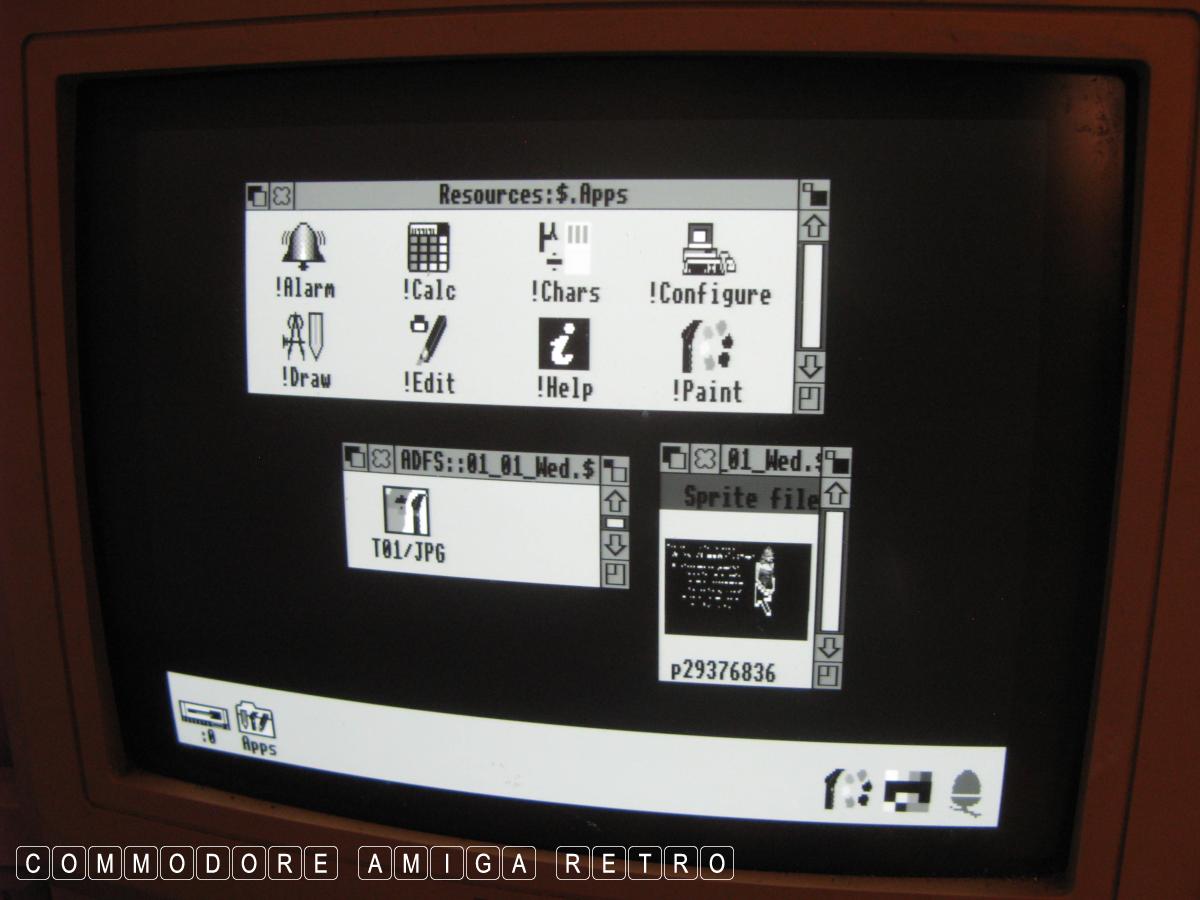 Resources:$.Apps
!Alarm !Calc !Chars !Configure
!Draw !Edit !Help !Paint
ADFS::01_01_Wed.$
T01/JPG
_01_Wed.$
Sprite file
p29376836
:0 Apps
COMMODORE AMIGA RETRO